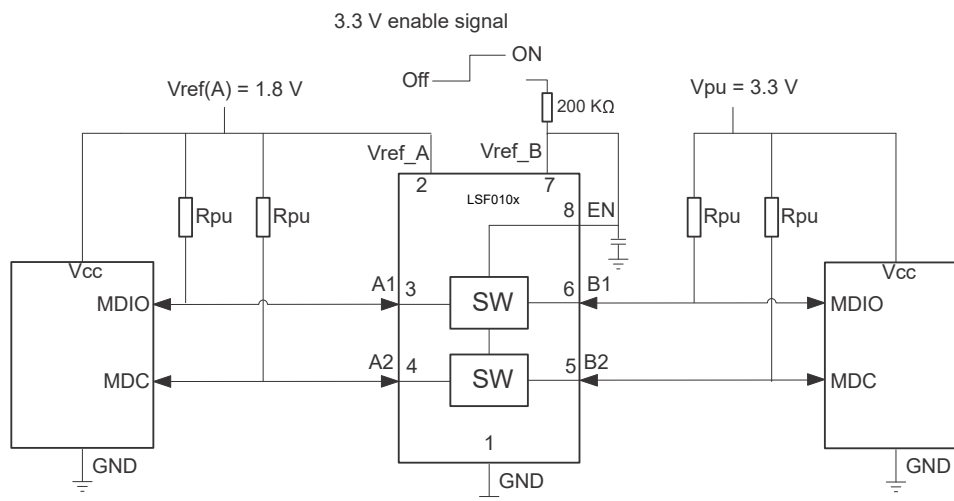 3.3 V enable signal
ON
Off
Vref(A) = 1.8 V
Vpu = 3.3 V
200 KΩ
Vref_A
Vref_B
2
7
LSF010x
8
EN
Rpu
Rpu
Rpu
Rpu
Vcc
Vcc
MDIO
A1
3
SW
6
B1
MDIO
MDC
A2
4
SW
5
B2
MDC
1
GND
GND
GND